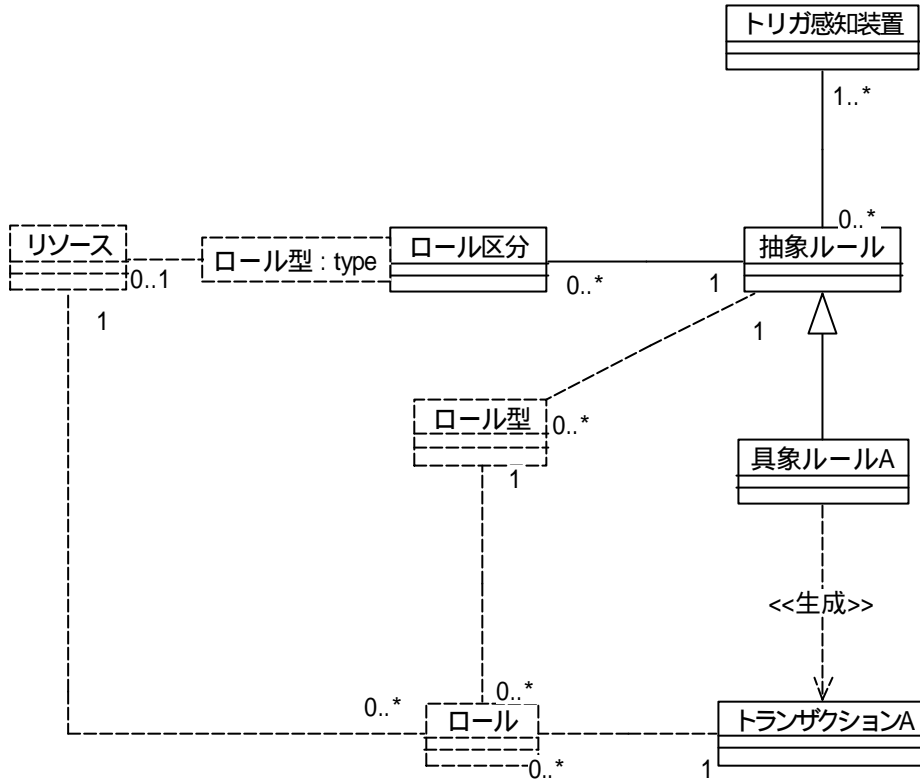 トリガ感知装置
1..*
0..*
リソース
ロール型 : type
ロール区分
抽象ルール
0..1
0..*
1
1
1
ロール型
0..*
1
具象ルールA
<<生成>>
0..*
0..*
ロール
トランザクションA
0..*
1